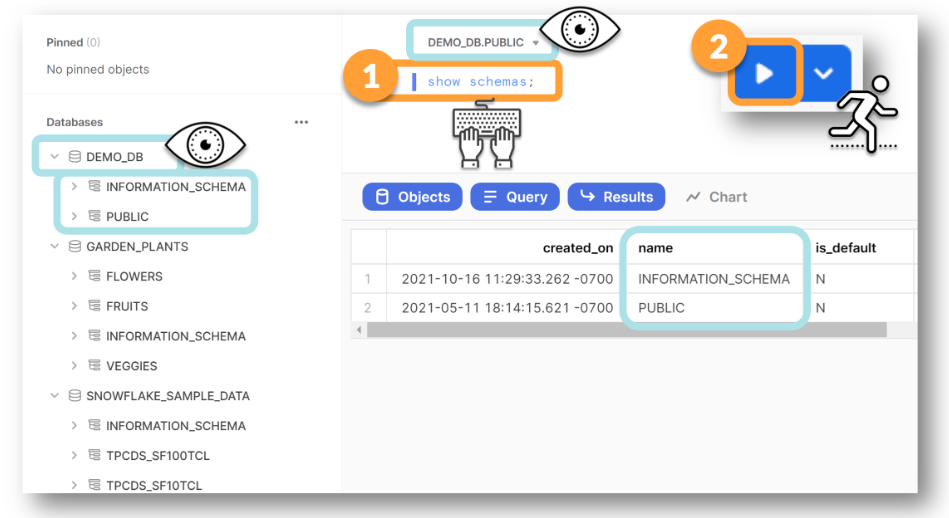 Pinned (0)
No pinned objects
Databases
DEMO_DB
INFORMATION_SCHEMA
PUBLIC
GARDEN_PLANTS
FLOWERS
FRUITS
INFORMATION_SCHEMA
VEGGIES
SNOWFLAKE_SAMPLE_DATA
INFORMATION_SCHEMA
TPCDS_SF100TCL
TPCDS_SF10TCL
DEMO_DB.PUBLIC
1
show schemas;
2
Objects Query Results Chart
created_on name is_default
1 2021-10-16 11:29:33.262 -0700 INFORMATION_SCHEMA N
2 2021-05-11 18:14:15.621 -0700 PUBLIC N